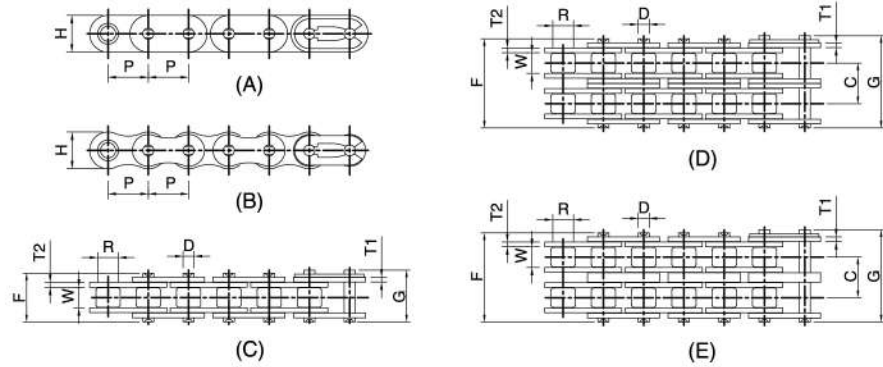 H
P P
(A)
H
P P
(B)
T2 R D T1
F W G
(C)
T2 R D T1
F W C G
(D)
T2 R D T1
F W C G
(E)